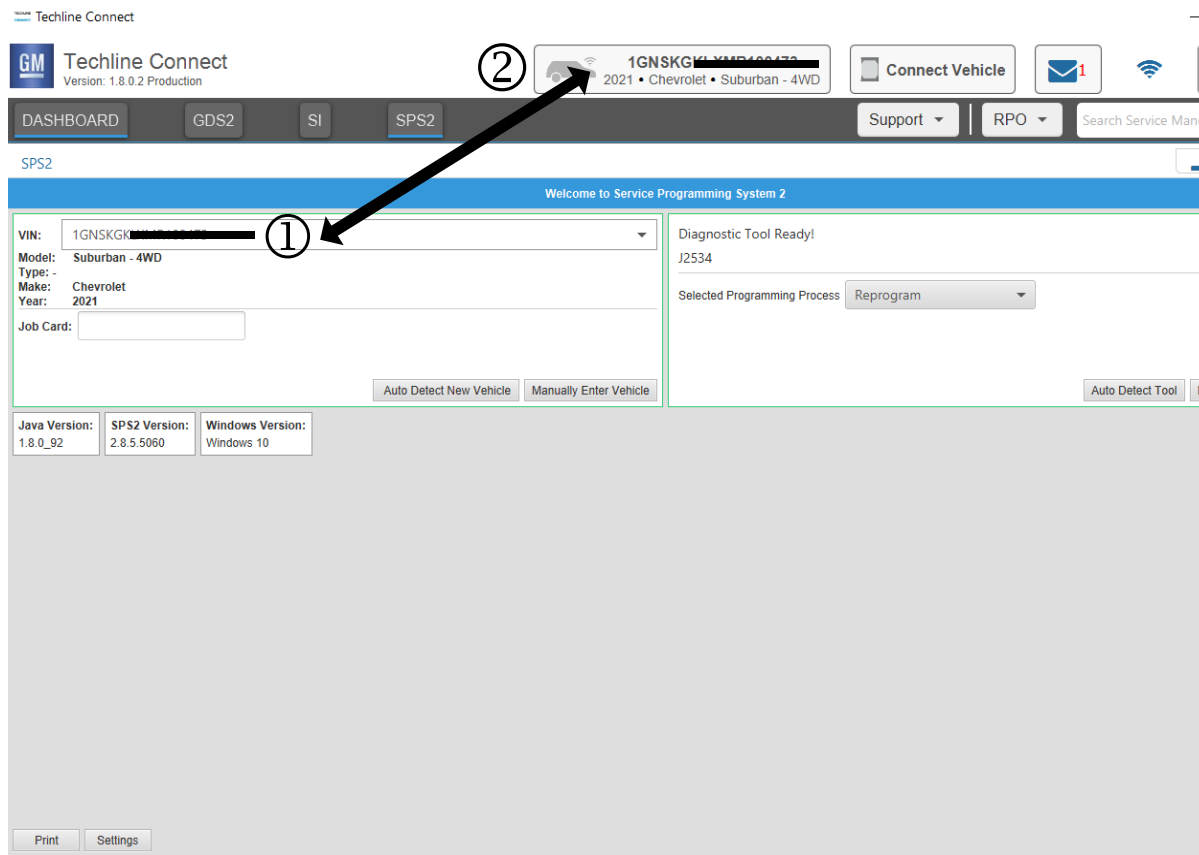 Techline Connect
GM
Techline Connect
Version: 1.8.0.2 Production
② 1GNSKGK
2021 • Chevrolet • Suburban - 4WD
Connect Vehicle
1
DASHBOARD GDS2 SI SPS2 Support RPO Search Service Man
SPS2
Welcome to Service Programming System 2
VIN: 1GNSKGK ①
Model: Suburban - 4WD
Type: -
Make: Chevrolet
Year: 2021
Job Card:
Auto Detect New Vehicle Manually Enter Vehicle
Diagnostic Tool Ready!
J2534
Selected Programming Process Reprogram
Auto Detect Tool
Java Version:
1.8.0_92
SPS2 Version:
2.8.5.5060
Windows Version:
Windows 10
Print Settings